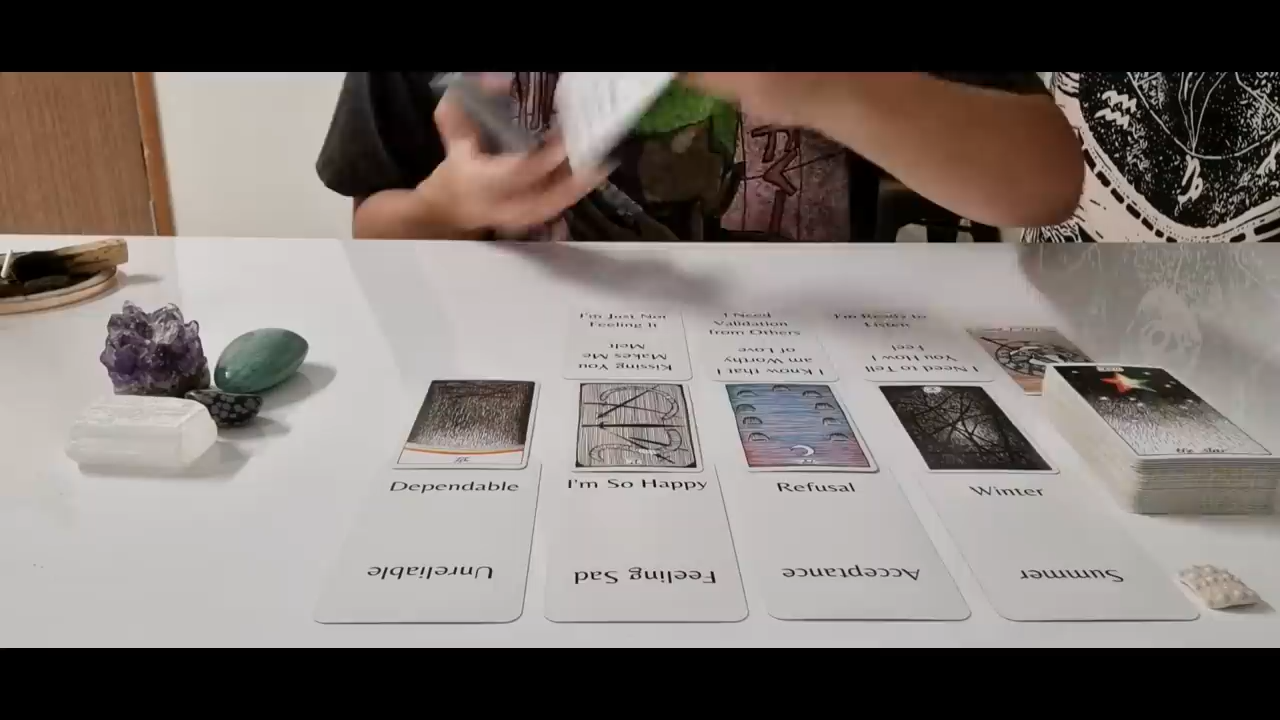 I'm Just Not
Feeling It
Kissing You
Makes Me
Melt
I Need
Validation
from Others
I Know that I
am Worthy
of Love
I'm Ready to
Listen
I Need to Tell
You How I
Feel
the star
Dependable
Unreliable
I'm So Happy
Feeling Sad
Refusal
Acceptance
Winter
Summer